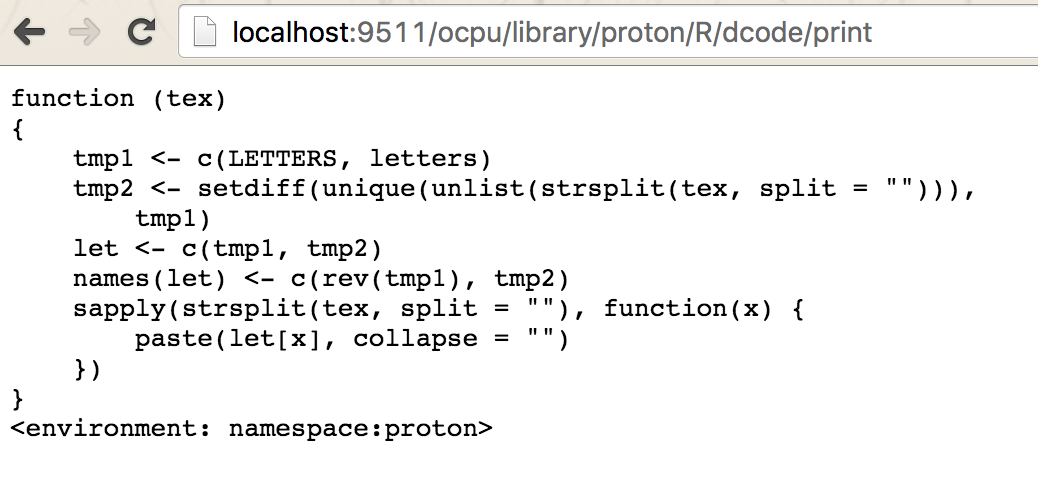 localhost:9511/ocpu/library/proton/R/dcode/print
function (tex)
{
    tmp1 <- c(LETTERS, letters)
    tmp2 <- setdiff(unique(unlist(strsplit(tex, split = ""))),
        tmp1)
    let <- c(tmp1, tmp2)
    names(let) <- c(rev(tmp1), tmp2)
    sapply(strsplit(tex, split = ""), function(x) {
        paste(let[x], collapse = "")
    })
}
<environment: namespace:proton>